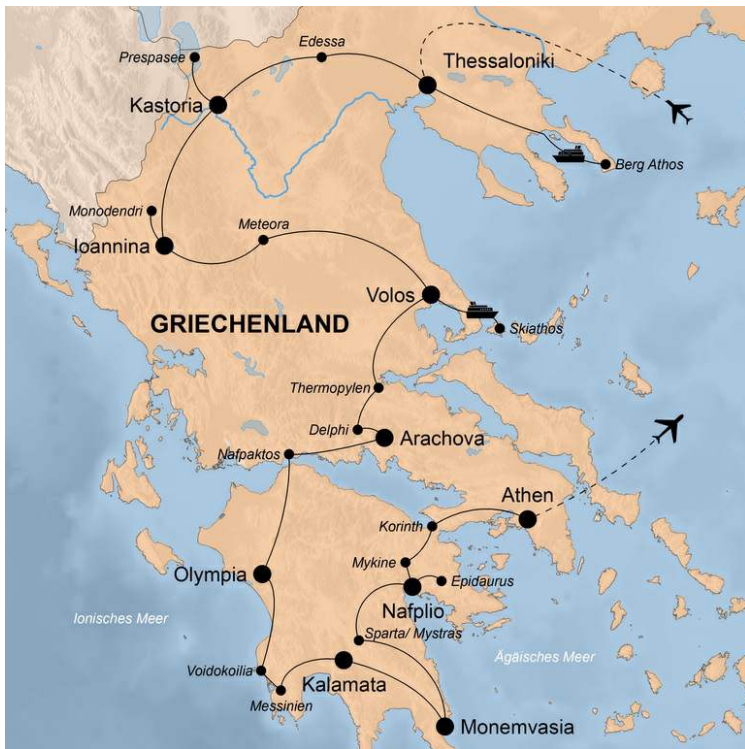 Edessa
Prespasee
Thessaloniki
Kastoria
Berg Athos
Monodendri
Meteora
Ioannina
Volos
GRIECHENLAND
Skiathos
Thermopylen
Delphi
Arachova
Nafpaktos
Athen
Korinth
Mykine
Olympia
Epidaurus
Nafplio
Ionisches Meer
Sparta/ Mystras
Ägäisches Meer
Voidokoilia
Kalamata
Messinien
Monemvasia